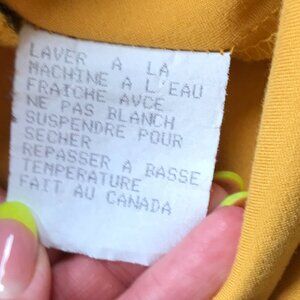 LAVER A LA
MACHINE A L'EAU
FRAICHE AVCE
NE PAS BLANCH
SUSPENDRE POUR
SECHER
REPASSER A BASSE
TEMPERATURE
FAIT AU CANADA